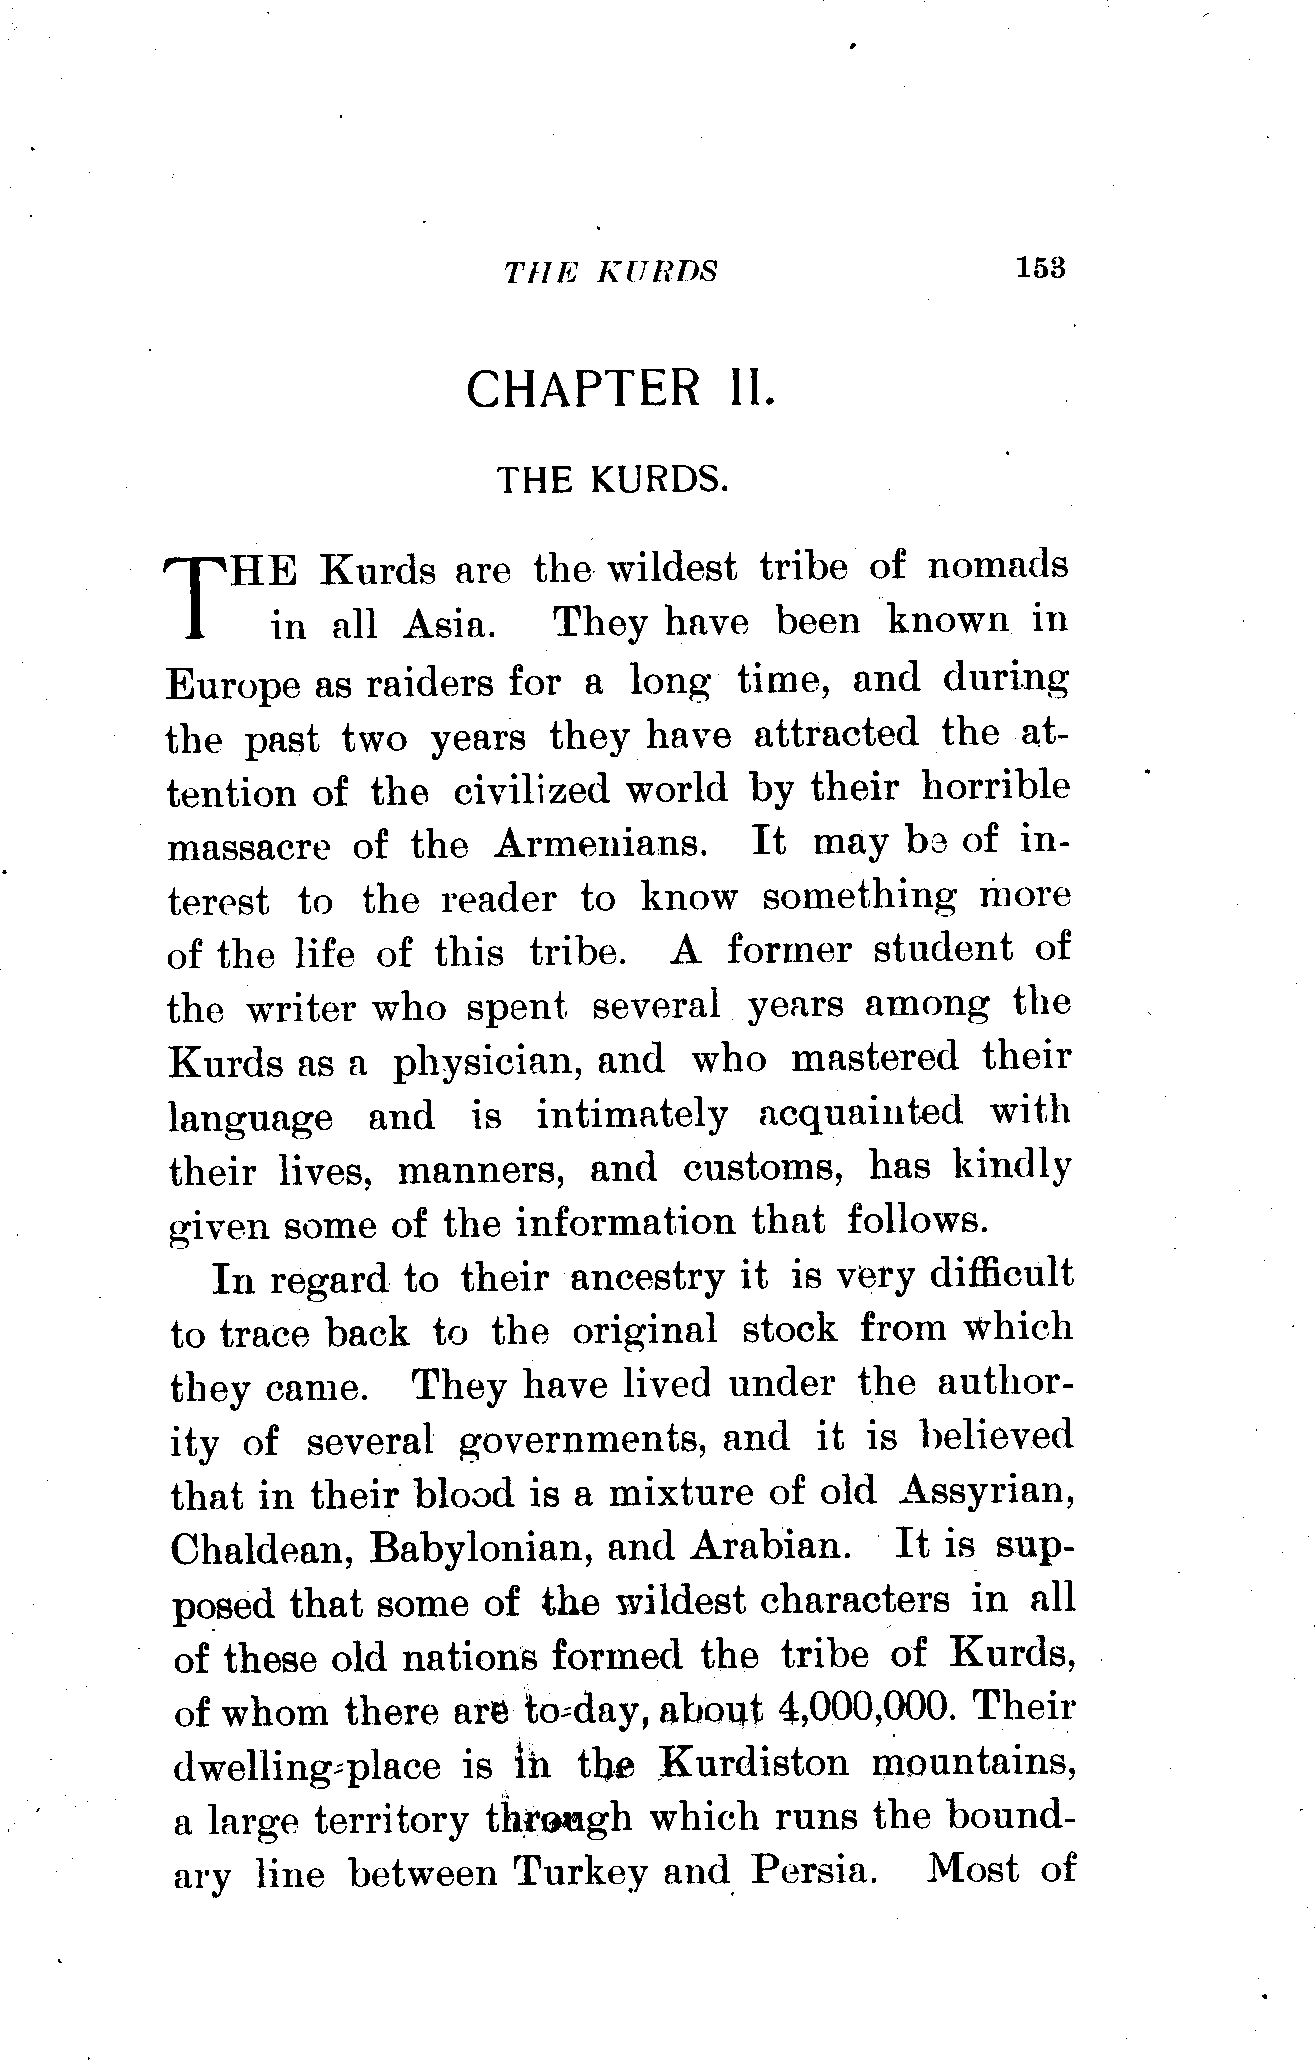 THE KURDS 153
CHAPTER II.
THE KURDS.
THE Kurds are the wildest tribe of nomads
in all Asia. They have been known in
Europe as raiders for a long time, and during
the past two years they have attracted the at-
tention of the civilized world by their horrible
massacre of the Armenians. It may be of in-
terest to the reader to know something more
of the life of this tribe. A former student of
the writer who spent several years among the
Kurds as a physician, and who mastered their
language and is intimately acquainted with
their lives, manners, and customs, has kindly
given some of the information that follows.
In regard to their ancestry it is very difficult
to trace back to the original stock from which
they came. They have lived under the author-
ity of several governments, and it is believed
that in their blood is a mixture of old Assyrian,
Chaldean, Babylonian, and Arabian. It is sup-
posed that some of the wildest characters in all
of these old nations formed the tribe of Kurds,
of whom there are to-day, about 4,000,000. Their
dwelling-place is in the Kurdiston mountains,
a large territory through which runs the bound-
ary line between Turkey and Persia. Most of